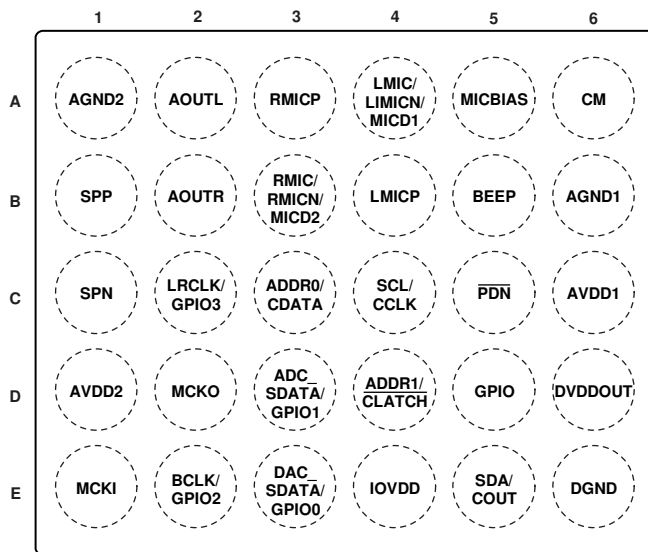 1 2 3 4 5 6
A
AGND2
AOUTL
RMICP
LMIC/
LIMICN/
MICD1
MICBIAS
CM
B
SPP
AOUTR
RMIC/
RMICN/
MICD2
LMICP
BEEP
AGND1
C
SPN
LRCLK/
GPIO3
ADDR0/
CDATA
SCL/
CCLK
PDN
AVDD1
D
AVDD2
MCKO
ADC_
SDATA/
GPIO1
ADDR1/
CLATCH
GPIO
DVDDOUT
E
MCKI
BCLK/
GPIO2
DAC_
SDATA/
GPIO0
IOVDD
SDA/
COUT
DGND